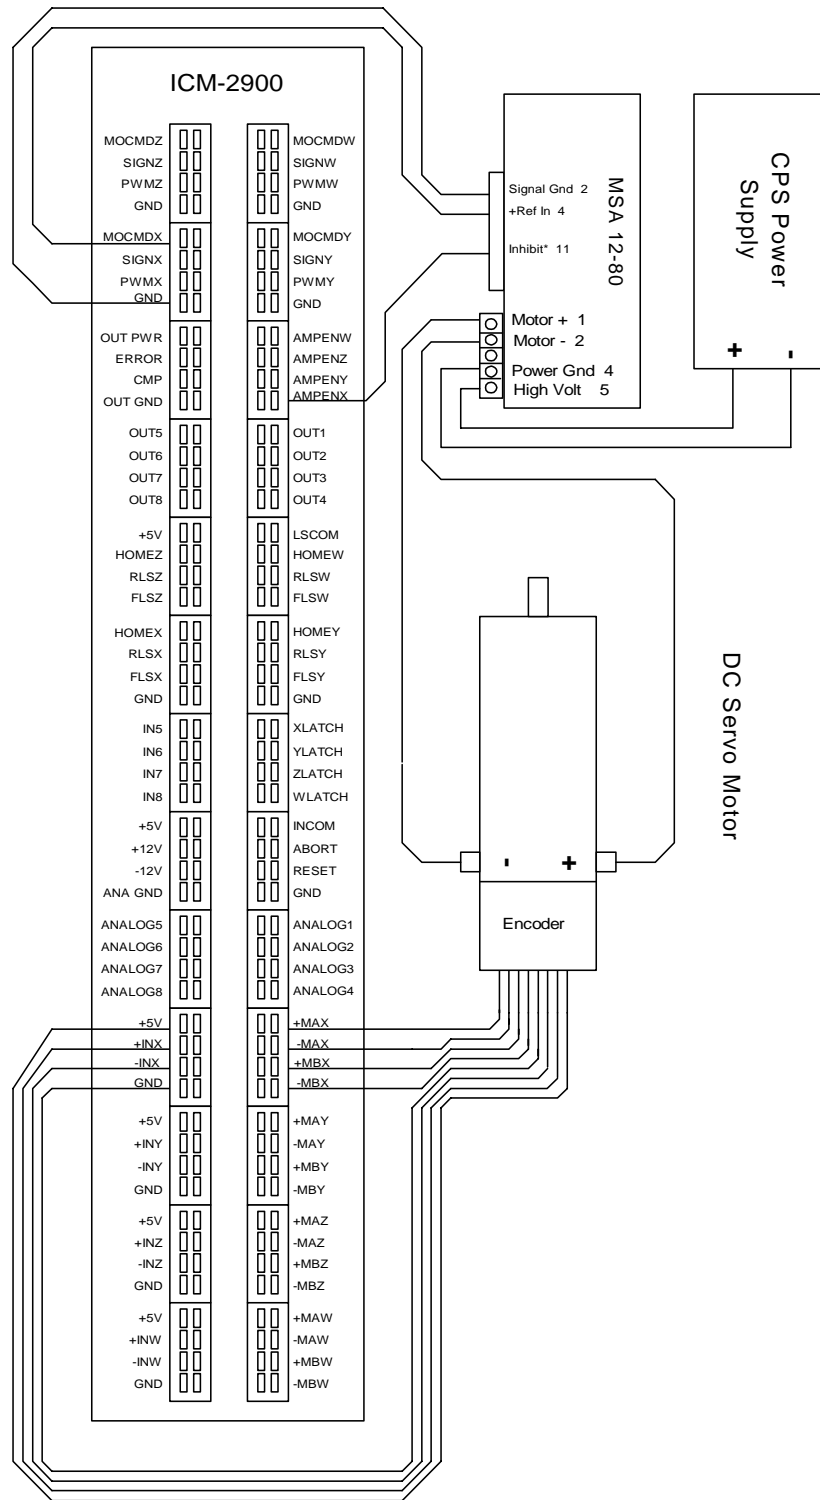 ICM-2900
MOCMDZ
SIGNZ
PWMZ
GND
MOCMDX
SIGNX
PWMX
GND
OUT PWR
ERROR
CMP
OUT GND
OUT5
OUT6
OUT7
OUT8
+5V
HOMEZ
RLSZ
FLSZ
HOMEX
RLSX
FLSX
GND
IN5
IN6
IN7
IN8
+5V
+12V
-12V
ANA GND
ANALOG5
ANALOG6
ANALOG7
ANALOG8
+5V
+INX
-INX
GND
+5V
+INY
-INY
GND
+5V
+INZ
-INZ
GND
+5V
+INW
-INW
GND
MOCMDW
SIGNW
PWMW
GND
MOCMDY
SIGNY
PWMY
GND
AMPENW
AMPENZ
AMPENY
AMPENX
OUT1
OUT2
OUT3
OUT4
LSCOM
HOMEW
RLSW
FLSW
HOMEY
RLSY
FLSY
GND
XLATCH
YLATCH
ZLATCH
WLATCH
INCOM
ABORT
RESET
GND
ANALOG1
ANALOG2
ANALOG3
ANALOG4
+MAX
-MAX
+MBX
-MBX
+MAY
-MAY
+MBY
-MBY
+MAZ
-MAZ
+MBZ
-MBZ
+MAW
-MAW
+MBW
-MBW
Signal Gnd 2
+Ref In 4
Inhibit* 11
MSA 12-80
Motor + 1
Motor - 2
Power Gnd 4
High Volt 5
CPS Power
Supply
+ -
DC Servo Motor
- +
Encoder